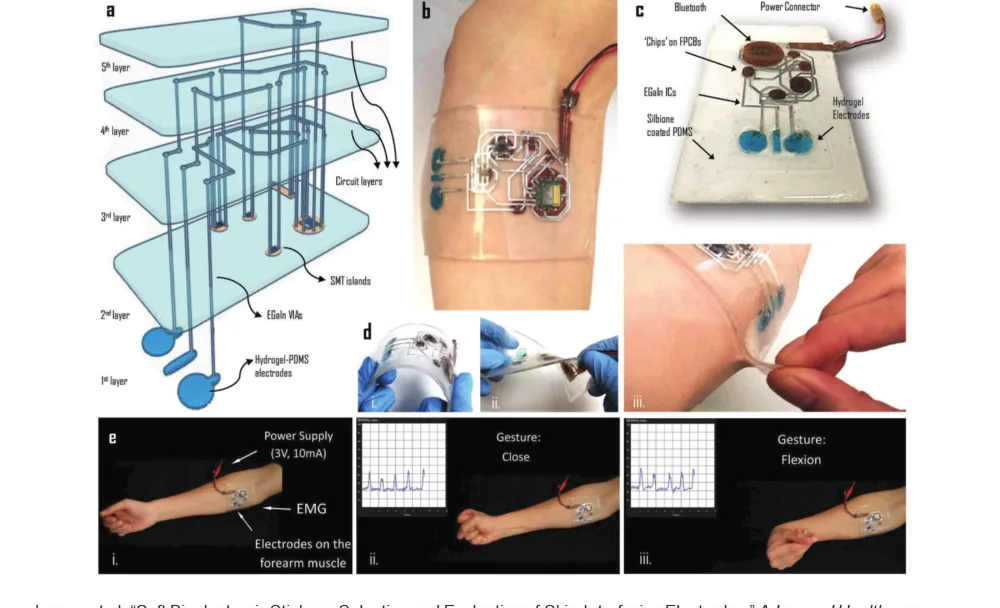 a
5th layer
4th layer
3rd layer
2nd layer
1st layer
Circuit layers
SMT islands
EGaIn VIAs
Hydrogel-PDMS
electrodes
b
c
Bluetooth
Power Connector
'Chips' on FPCBs
EGaIn ICs
Silbione
coated PDMS
Hydrogel
Electrodes
d
i.
ii.
iii.
e
Power Supply
(3V, 10mA)
EMG
Electrodes on the
forearm muscle
i.
Gesture:
Close
ii.
Gesture:
Flexion
iii.